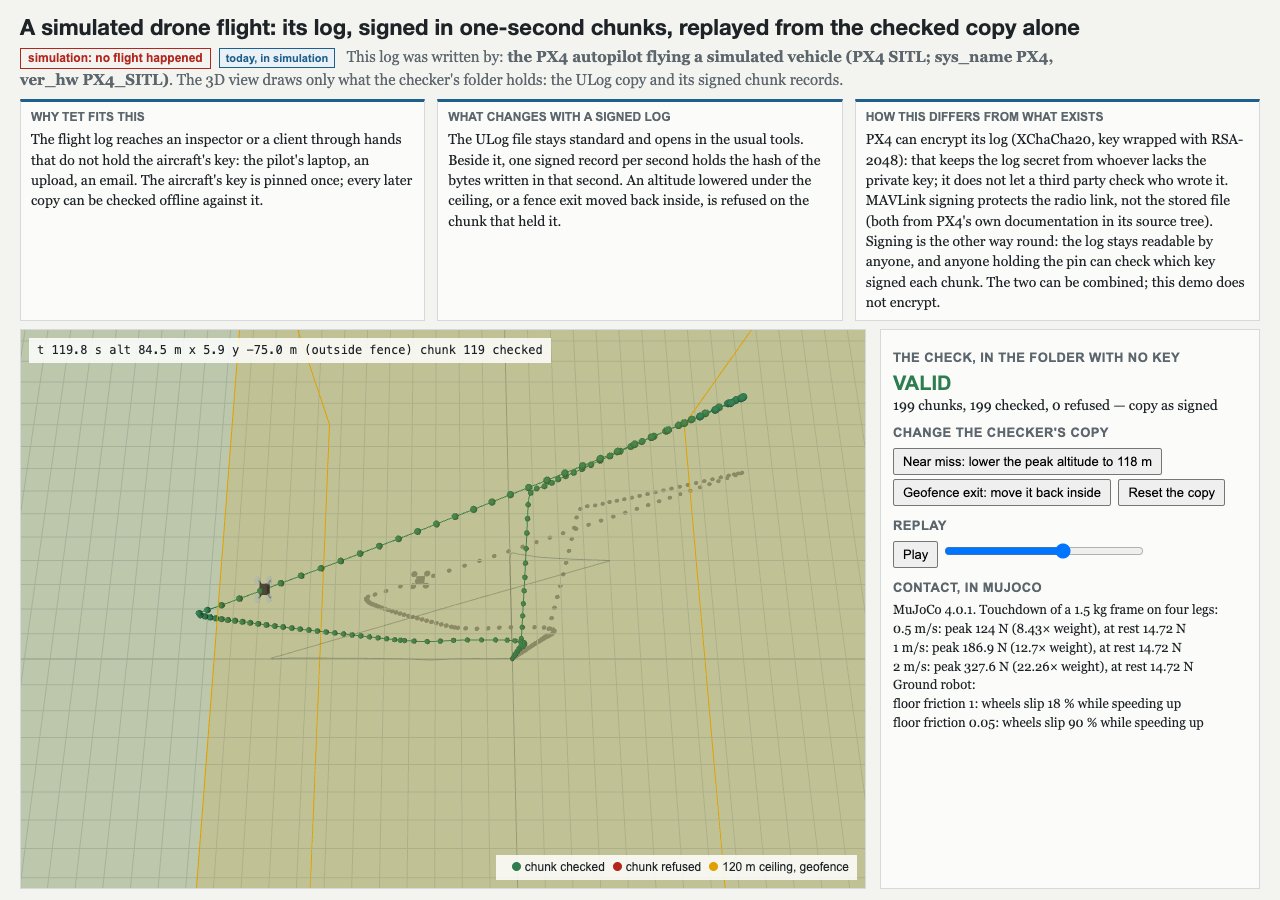 A simulated drone flight: its log, signed in one-second chunks, replayed from the checked copy alone
simulation: no flight happened
today, in simulation
This log was written by: the PX4 autopilot flying a simulated vehicle (PX4 SITL; sys_name PX4,
ver_hw PX4_SITL). The 3D view draws only what the checker's folder holds: the ULog copy and its signed chunk records.
WHY TET FITS THIS
The flight log reaches an inspector or a client through hands
that do not hold the aircraft's key: the pilot's laptop, an
upload, an email. The aircraft's key is pinned once; every later
copy can be checked offline against it.
WHAT CHANGES WITH A SIGNED LOG
The ULog file stays standard and opens in the usual tools.
Beside it, one signed record per second holds the hash of the
bytes written in that second. An altitude lowered under the
ceiling, or a fence exit moved back inside, is refused on the
chunk that held it.
HOW THIS DIFFERS FROM WHAT EXISTS
PX4 can encrypt its log (XChaCha20, key wrapped with RSA-
2048): that keeps the log secret from whoever lacks the
private key; it does not let a third party check who wrote it.
MAVLink signing protects the radio link, not the stored file
(both from PX4's own documentation in its source tree).
Signing is the other way round: the log stays readable by
anyone, and anyone holding the pin can check which key
signed each chunk. The two can be combined; this demo does
not encrypt.
t 119.8 s alt 84.5 m x 5.9 y −75.0 m (outside fence) chunk 119 checked
chunk checked
chunk refused
120 m ceiling, geofence
THE CHECK, IN THE FOLDER WITH NO KEY
VALID
199 chunks, 199 checked, 0 refused — copy as signed
CHANGE THE CHECKER'S COPY
Near miss: lower the peak altitude to 118 m
Geofence exit: move it back inside
Reset the copy
REPLAY
Play
CONTACT, IN MUJOCO
MuJoCo 4.0.1. Touchdown of a 1.5 kg frame on four legs:
0.5 m/s: peak 124 N (8.43× weight), at rest 14.72 N
1 m/s: peak 186.9 N (12.7× weight), at rest 14.72 N
2 m/s: peak 327.6 N (22.26× weight), at rest 14.72 N
Ground robot:
floor friction 1: wheels slip 18 % while speeding up
floor friction 0.05: wheels slip 90 % while speeding up